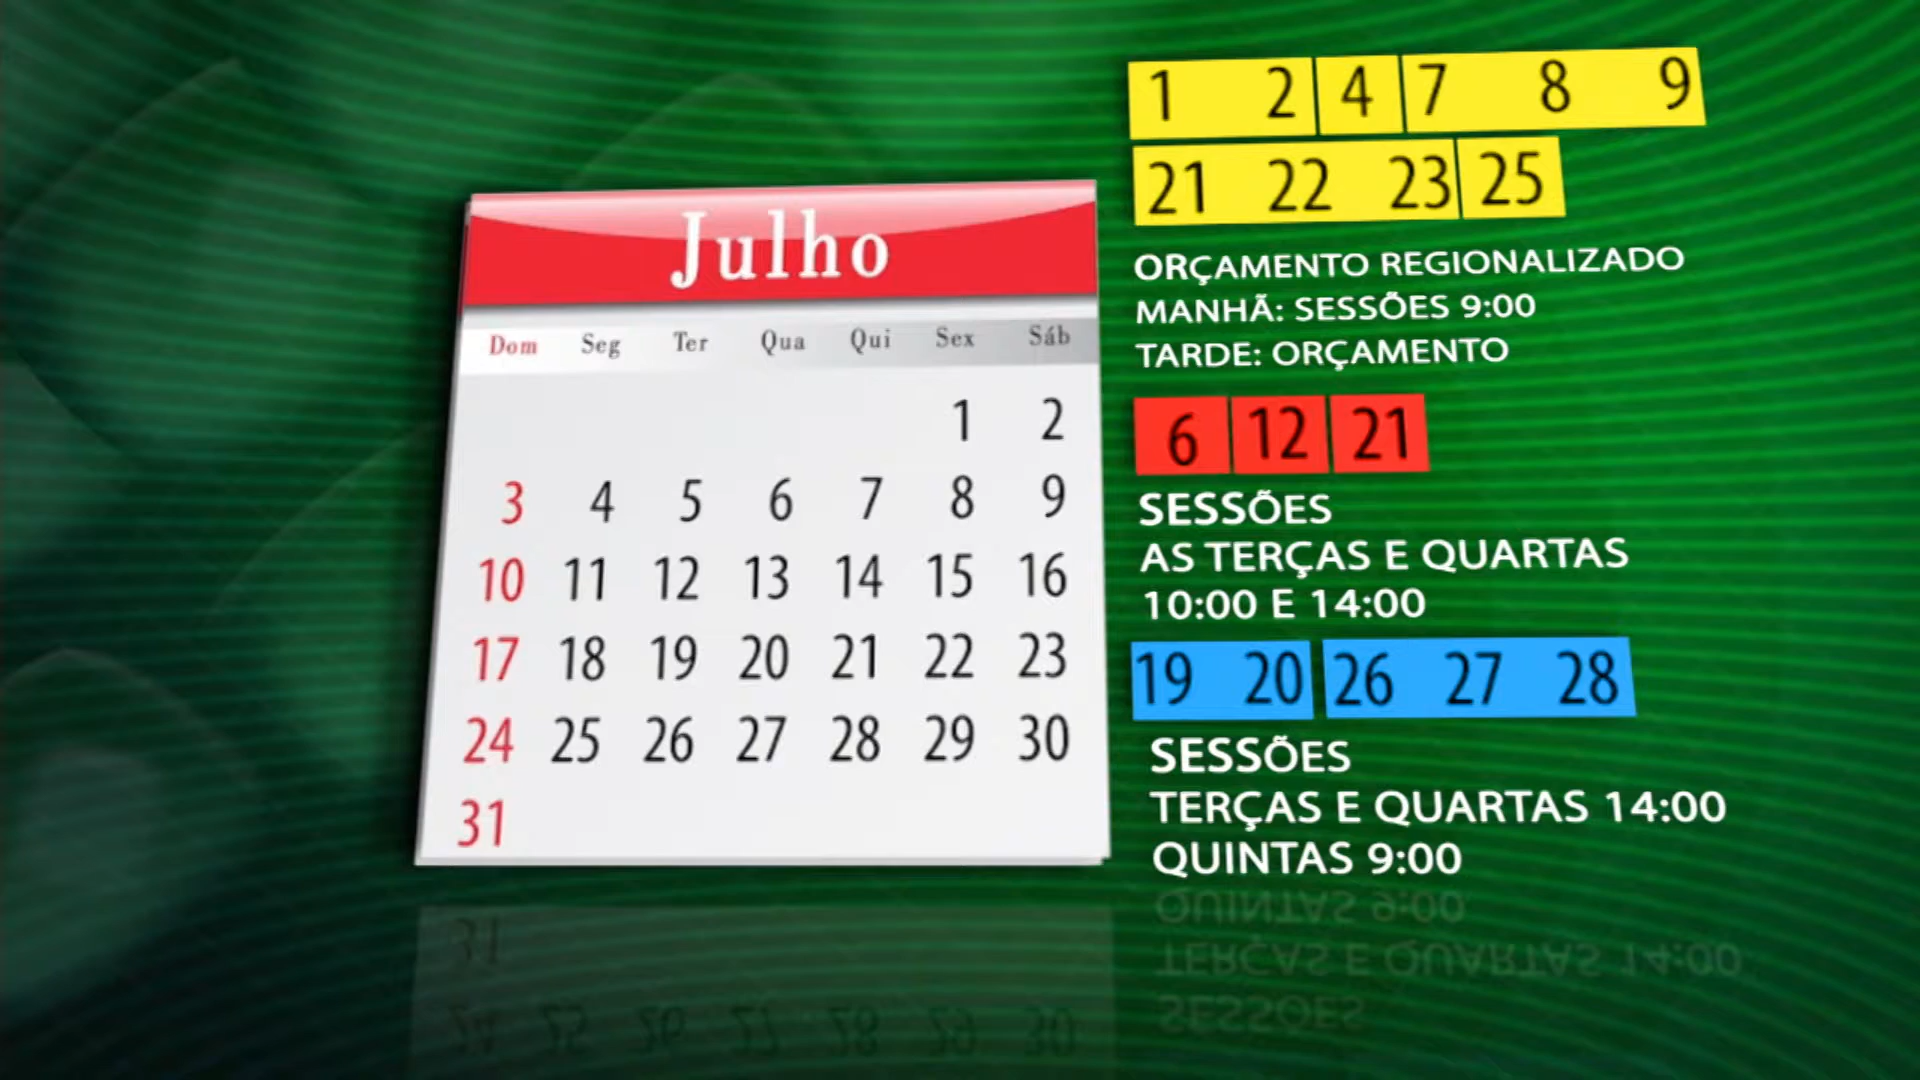 Julho
Dom Seg Ter Qua Qui Sex Sáb
1 2
3 4 5 6 7 8 9
10 11 12 13 14 15 16
17 18 19 20 21 22 23
24 25 26 27 28 29 30
31
1 2 4 7 8 9
21 22 23 25
ORÇAMENTO REGIONALIZADO
MANHÃ: SESSÕES 9:00
TARDE: ORÇAMENTO
6 12 21
SESSÕES
AS TERÇAS E QUARTAS
10:00 E 14:00
19 20 26 27 28
SESSÕES
TERÇAS E QUARTAS 14:00
QUINTAS 9:00